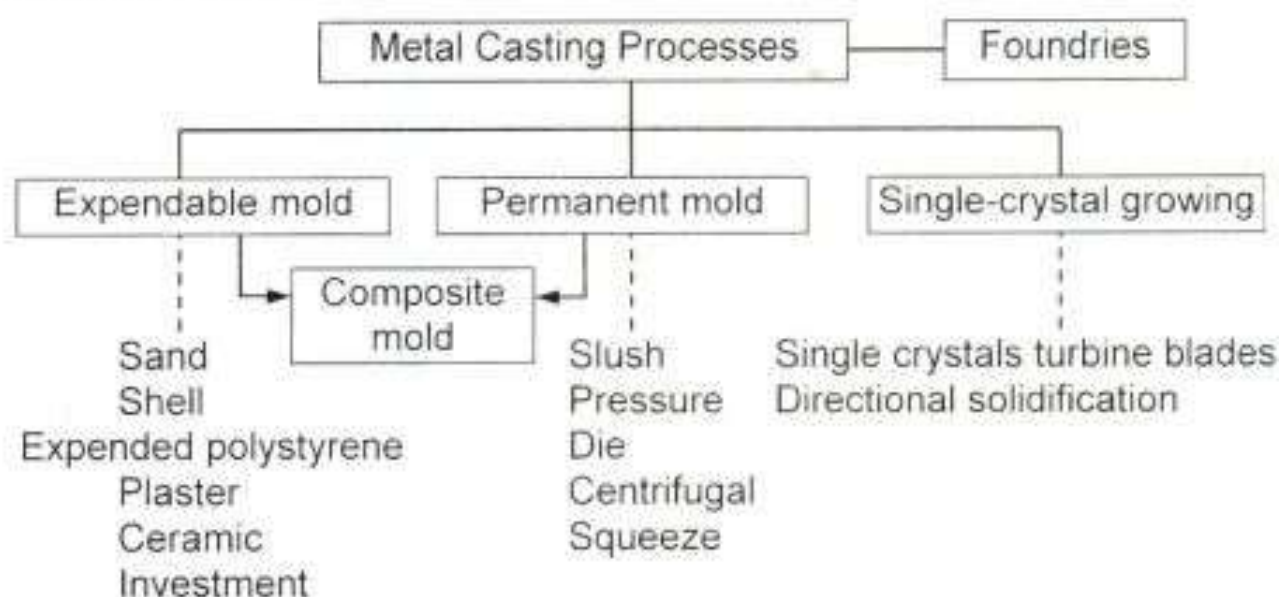 Metal Casting Processes
Foundries
Expendable mold
Permanent mold
Single-crystal growing
Composite
mold
Sand
Shell
Expended polystyrene
Plaster
Ceramic
Investment
Slush
Pressure
Die
Centrifugal
Squeeze
Single crystals turbine blades
Directional solidification